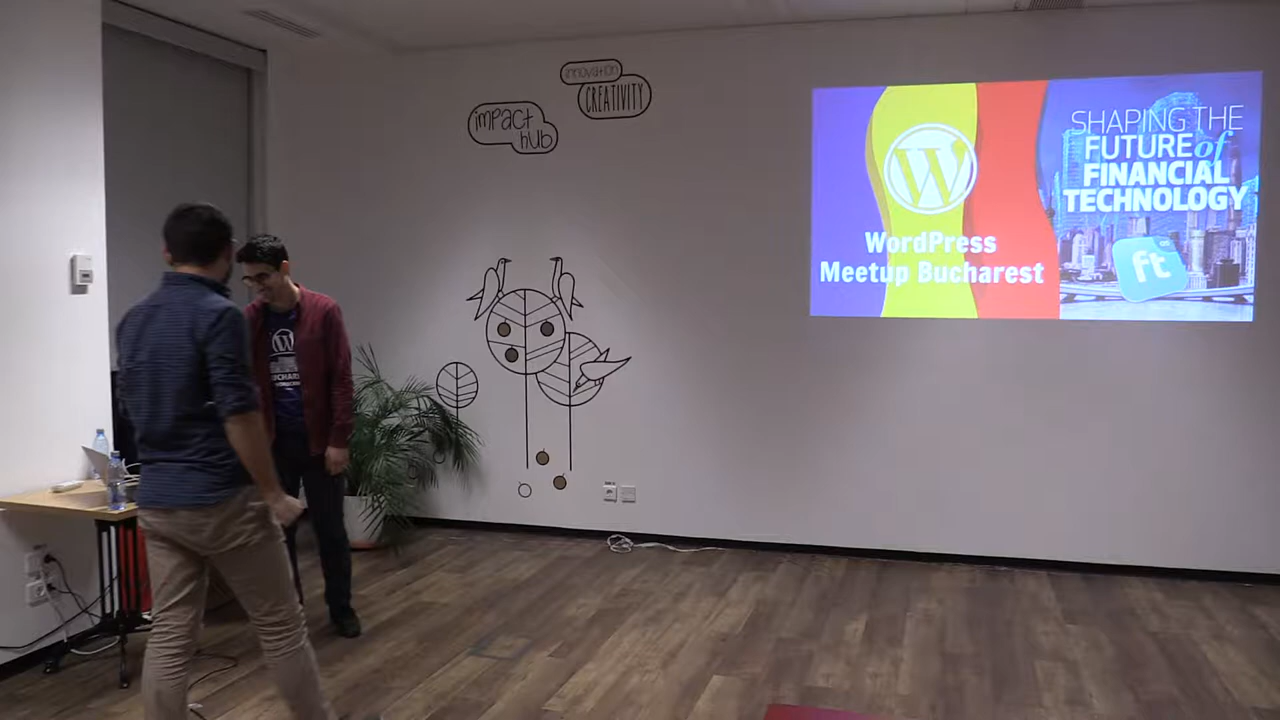 innovation
CREATIVITY
impact
hub
W
WordPress
Meetup Bucharest
SHAPING THE
FUTURE of
FINANCIAL
TECHNOLOGY
ft
W